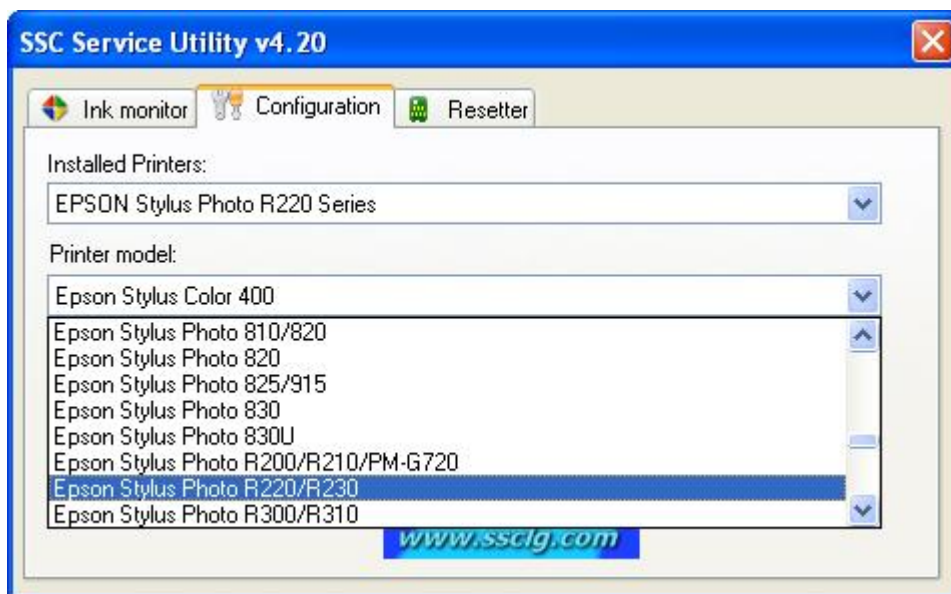 SSC Service Utility v4.20
Ink monitor
Configuration
Resetter
Installed Printers:
EPSON Stylus Photo R220 Series
Printer model:
Epson Stylus Color 400
Epson Stylus Photo 810/820
Epson Stylus Photo 820
Epson Stylus Photo 825/915
Epson Stylus Photo 830
Epson Stylus Photo 830U
Epson Stylus Photo R200/R210/PM-G720
Epson Stylus Photo R220/R230
Epson Stylus Photo R300/R310
www.ssclg.com